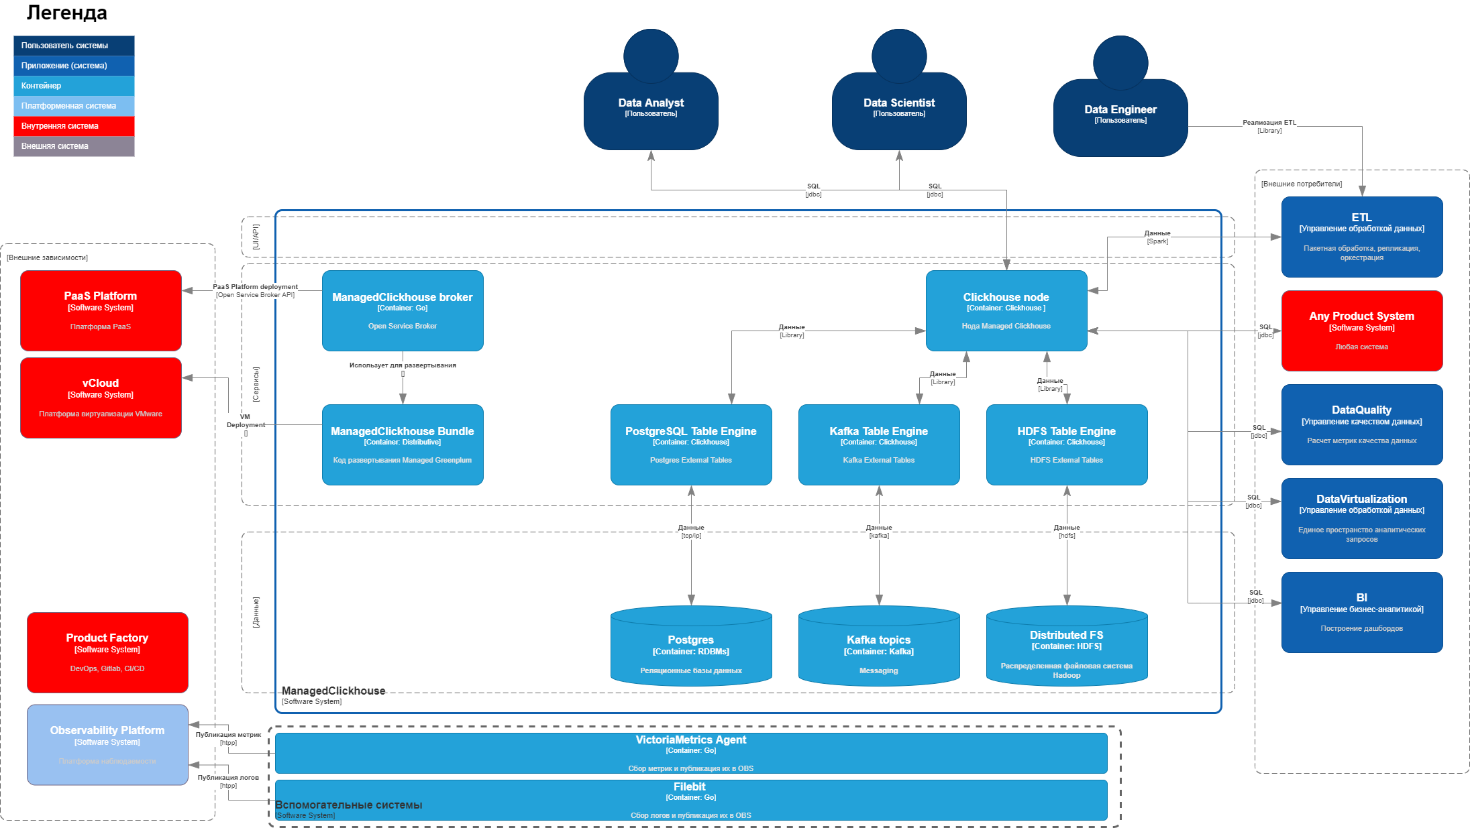 Легенда
Пользователь системы
Приложение (система)
Контейнер
Платформенная система
Внутренняя система
Внешняя система
Data Analyst
[Пользователь]
Data Scientist
[Пользователь]
Data Engineer
[Пользователь]
Реализация ETL
[Library]
SQL
[jdbc]
SQL
[jdbc]
[Внешние потребители]
ETL
[Управление обработкой данных]
Пакетная обработка, репликация,
оркестрация
[UI/API]
Данные
[Spark]
[Внешние зависимости]
PaaS Platform
[Software System]
Платформа PaaS
PaaS Platform deployment
[Open Service Broker API]
ManagedClickhouse broker
[Container: Go]
Open Service Broker
Clickhouse node
[Container: Clickhouse ]
Нода Managed Clickhouse
Any Product System
[Software System]
Любая система
SQL
[jdbc]
Данные
[Library]
Использует для развертывания
[]
[Сервисы]
vCloud
[Software System]
Платформа виртуализации VMware
VM
Deployment
[]
Данные
[Library]
Данные
[Library]
ManagedClickhouse Bundle
[Container: Distributive]
Код развертывания Managed Greenplum
PostgreSQL Table Engine
[Container: Clickhouse]
Postgres External Tables
Kafka Table Engine
[Container: Clickhouse]
Kafka External Tables
HDFS Table Engine
[Container: Clickhouse]
HDFS External Tables
DataQuality
[Управление качеством данных]
Расчет метрик качества данных
SQL
[jdbc]
DataVirtualization
[Управление обработкой данных]
Единое пространство аналитических
запросов
SQL
[jdbc]
Данные
[tcp/ip]
Данные
[kafka]
Данные
[hdfs]
[Данные]
BI
[Управление бизнес-аналитикой]
Построение дашбордов
SQL
[jdbc]
Postgres
[Container: RDBMs]
Реляционные базы данных
Kafka topics
[Container: Kafka]
Messaging
Distributed FS
[Container: HDFS]
Распределенная файловая система
Hadoop
Product Factory
[Software System]
DevOps, Gitlab, CI/CD
ManagedClickhouse
[Software System]
Observability Platform
[Software System]
Платформа наблюдаемости
Публикация метрик
[htpp]
Публикация логов
[htpp]
VictoriaMetrics Agent
[Container: Go]
Сбор метрик и публикация их в OBS
Filebit
[Container: Go]
Сбор логов и публикация их в OBS
Вспомогательные системы
[Software System]